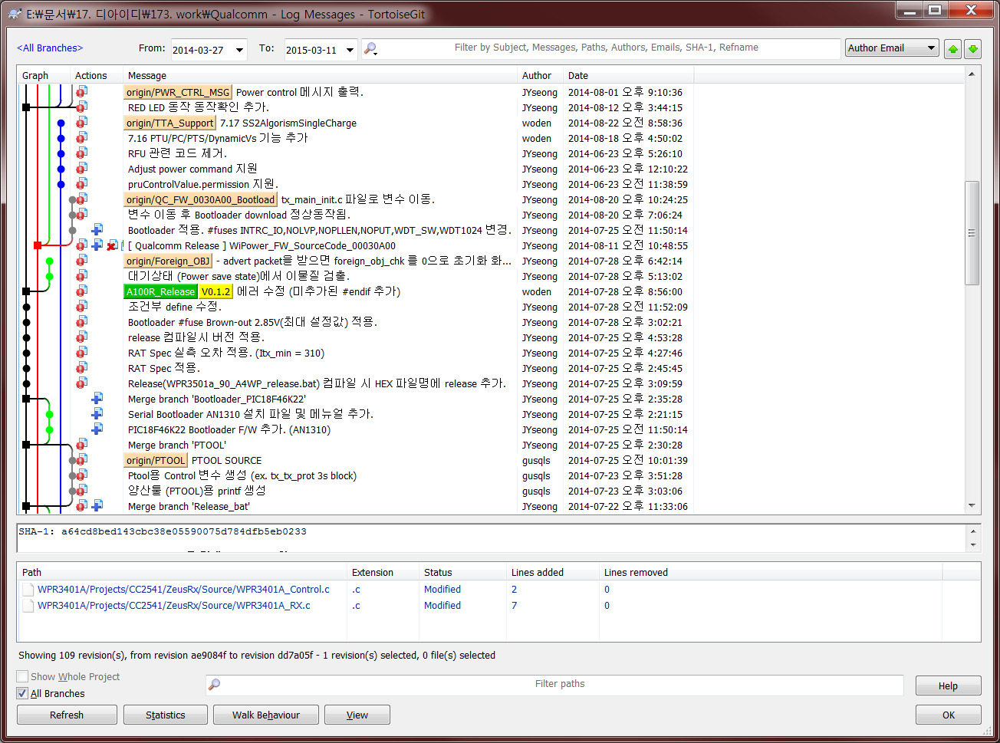 E:￦문서￦17. 디아이디￦173. work￦Qualcomm - Log Messages - TortoiseGit
<All Branches> From: 2014-03-27 To: 2015-03-11 Filter by Subject, Messages, Paths, Authors, Emails, SHA-1, Refname Author Email
Graph Actions Message Author Date
origin/PWR_CTRL_MSG Power control 메시지 출력. JYseong 2014-08-01 오후 9:10:36
RED LED 동작 동작확인 추가. JYseong 2014-08-12 오후 3:44:15
origin/TTA_Support 7.17 SS2AlgorismSingleCharge woden 2014-08-22 오전 8:58:36
7.16 PTU/PC/PTS/DynamicVs 기능 추가 woden 2014-08-18 오후 4:50:02
RFU 관련 코드 제거. JYseong 2014-06-23 오후 5:26:10
Adjust power command 지원 JYseong 2014-06-23 오후 12:10:22
pruControlValue.permission 지원. JYseong 2014-06-23 오전 11:38:59
origin/QC_FW_0030A00_Bootload tx_main_init.c 파일로 변수 이동. JYseong 2014-08-20 오전 10:24:25
변수 이동 후 Bootloader download 정상동작됨. JYseong 2014-08-20 오후 7:06:24
Bootloader 적용. #fuses INTRC_IO,NOLVP,NOPLLEN,NOPUT,WDT_SW,WDT1024 변경. JYseong 2014-07-25 오전 11:50:14
[ Qualcomm Release ] WiPower_FW_SourceCode_00030A00 JYseong 2014-08-11 오전 10:48:55
origin/Foreign_OBJ - advert packet을 받으면 foreign_obj_chk 를 0으로 초기화 화... JYseong 2014-07-28 오후 6:42:14
대기상태 (Power save state)에서 이물질 검출. JYseong 2014-07-28 오후 5:13:02
A100R_Release V0.1.2 에러 수정 (미추가된 #endif 추가) woden 2014-07-28 오후 8:56:00
조건부 define 수정. JYseong 2014-07-28 오전 11:52:09
Bootloader #fuse Brown-out 2.85V(최대 설정값) 적용. JYseong 2014-07-28 오후 3:02:21
release 컴파일시 버전 적용. JYseong 2014-07-25 오후 4:53:28
RAT Spec 실측 오차 적용. (Itx_min = 310) JYseong 2014-07-25 오후 4:27:46
RAT Spec 적용. JYseong 2014-07-25 오후 2:45:45
Release(WPR3501a_90_A4WP_release.bat) 컴파일 시 HEX 파일명에 release 추가. JYseong 2014-07-25 오후 3:09:59
Merge branch 'Bootloader_PIC18F46K22' JYseong 2014-07-25 오후 2:35:28
Serial Bootloader AN1310 설치 파일 및 메뉴얼 추가. JYseong 2014-07-25 오후 2:21:15
PIC18F46K22 Bootloader F/W 추가. (AN1310) JYseong 2014-07-25 오전 11:50:14
Merge branch 'PTOOL' JYseong 2014-07-25 오후 2:30:28
origin/PTOOL PTOOL SOURCE gusqls 2014-07-25 오전 10:01:39
Ptool용 Control 변수 생성 (ex. tx_tx_prot 3s block) gusqls 2014-07-23 오후 3:51:28
양산툴 (PTOOL)용 printf 생성 gusqls 2014-07-23 오후 3:03:06
Merge branch 'Release_bat' JYseong 2014-07-22 오후 11:33:06
SHA-1: a64cd8bed143cbc38e05590075d784dfb5eb0233
Path Extension Status Lines added Lines removed
WPR3401A/Projects/CC2541/ZeusRx/Source/WPR3401A_Control.c .c Modified 2 0
WPR3401A/Projects/CC2541/ZeusRx/Source/WPR3401A_RX.c .c Modified 7 0
Showing 109 revision(s), from revision ae9084f to revision dd7a05f - 1 revision(s) selected, 0 file(s) selected
Show Whole Project
Filter paths Help
All Branches
Refresh Statistics Walk Behaviour View OK